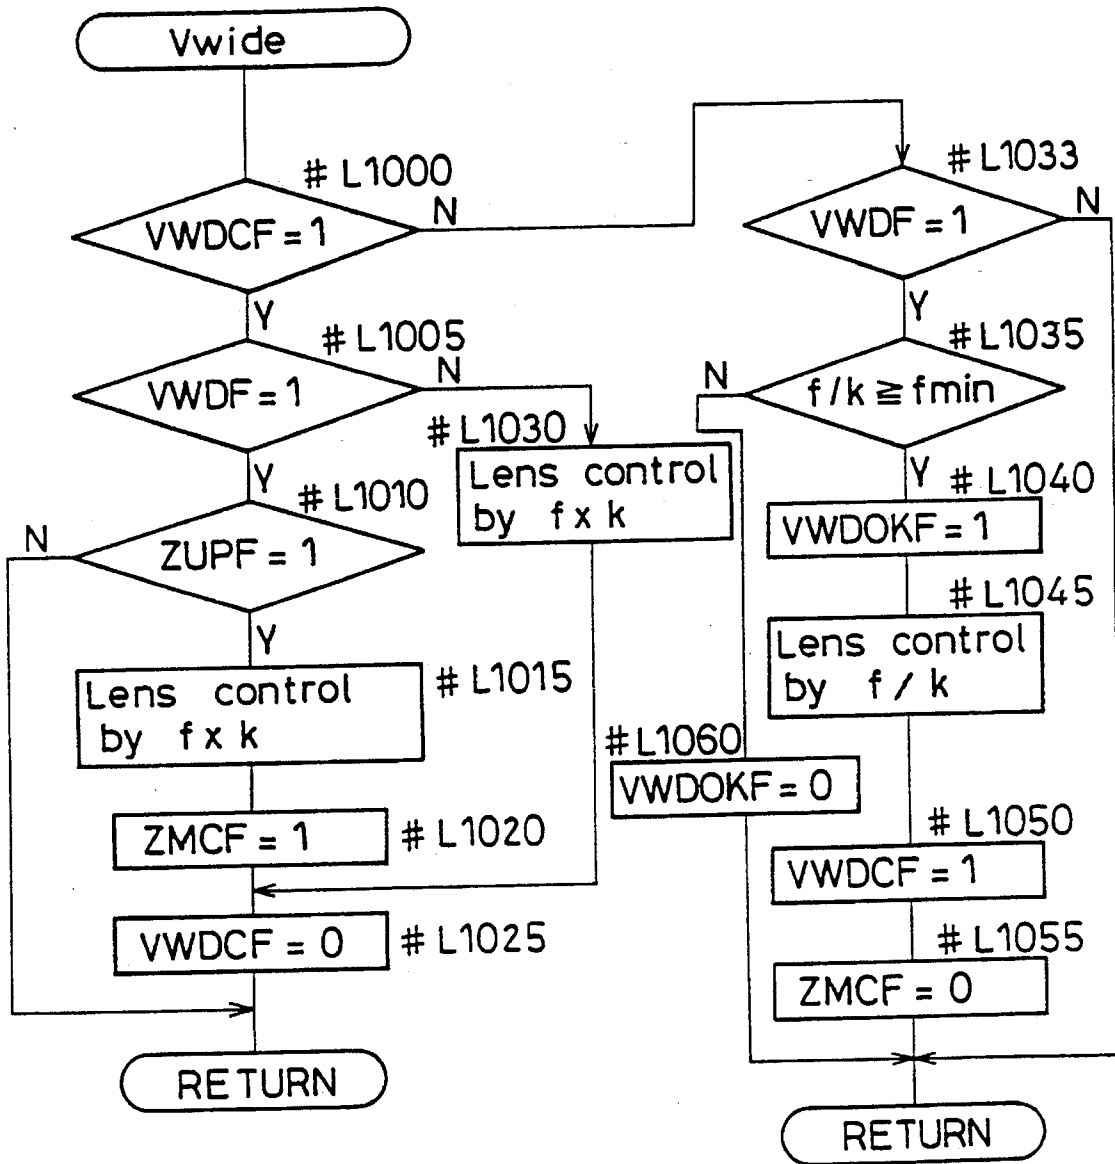 Vwide
# L1000
VWDCF = 1
N
Y
# L1005
VWDF = 1
N
Y
# L1010
ZUPF = 1
N
Y
# L1015
Lens control
by f x k
ZMCF = 1
# L1020
VWDCF = 0
# L1025
RETURN
# L1030
Lens control
by f x k
# L1033
VWDF = 1
N
Y
# L1035
f/k ≧ fmin
N
Y
# L1040
VWDOKF = 1
# L1045
Lens control
by f / k
# L1060
VWDOKF = 0
# L1050
VWDCF = 1
# L1055
ZMCF = 0
RETURN